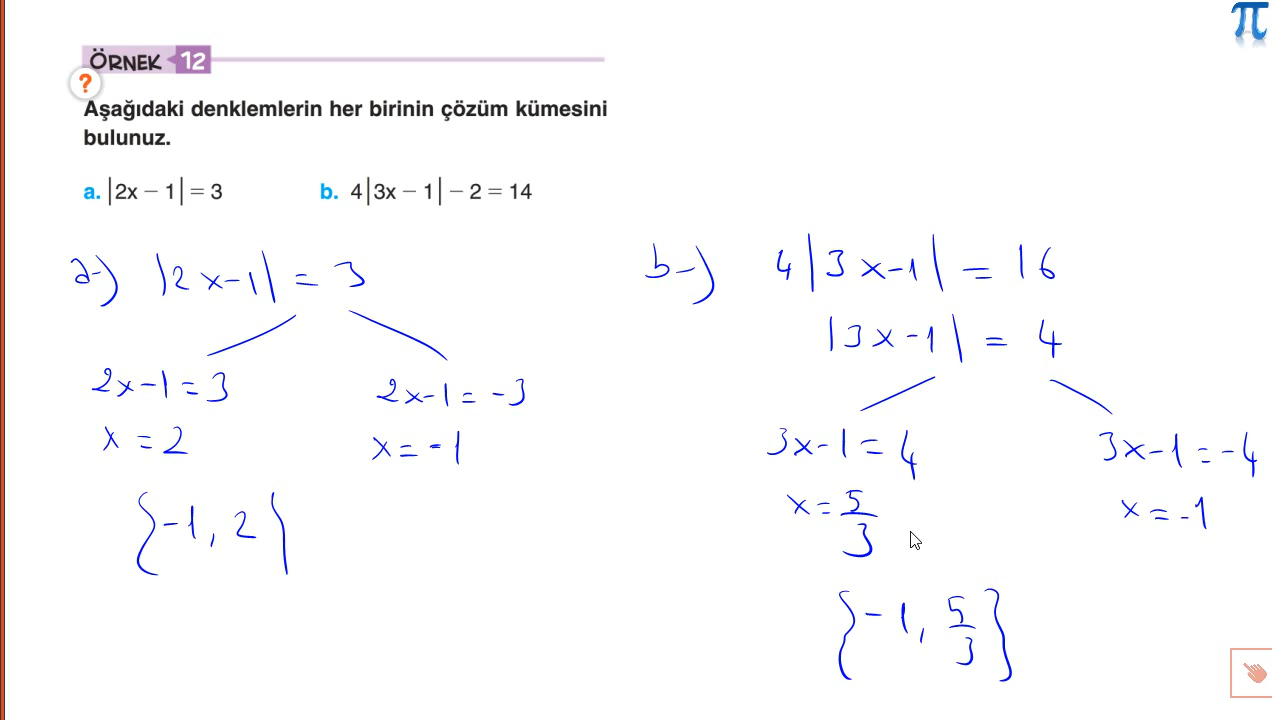 π
ÖRNEK 12
?
Aşağıdaki denklemlerin her birinin çözüm kümesini
bulunuz.
a. |2x − 1| = 3
b. 4|3x − 1| − 2 = 14
a-) |2x-1| = 3
2x-1=3
2x-1=-3
x=2
x=-1
{-1, 2}
b-) 4|3x-1| = 16
|3x-1| = 4
3x-1=4
3x-1=-4
x=5/3
x=-1
{-1, 5/3}